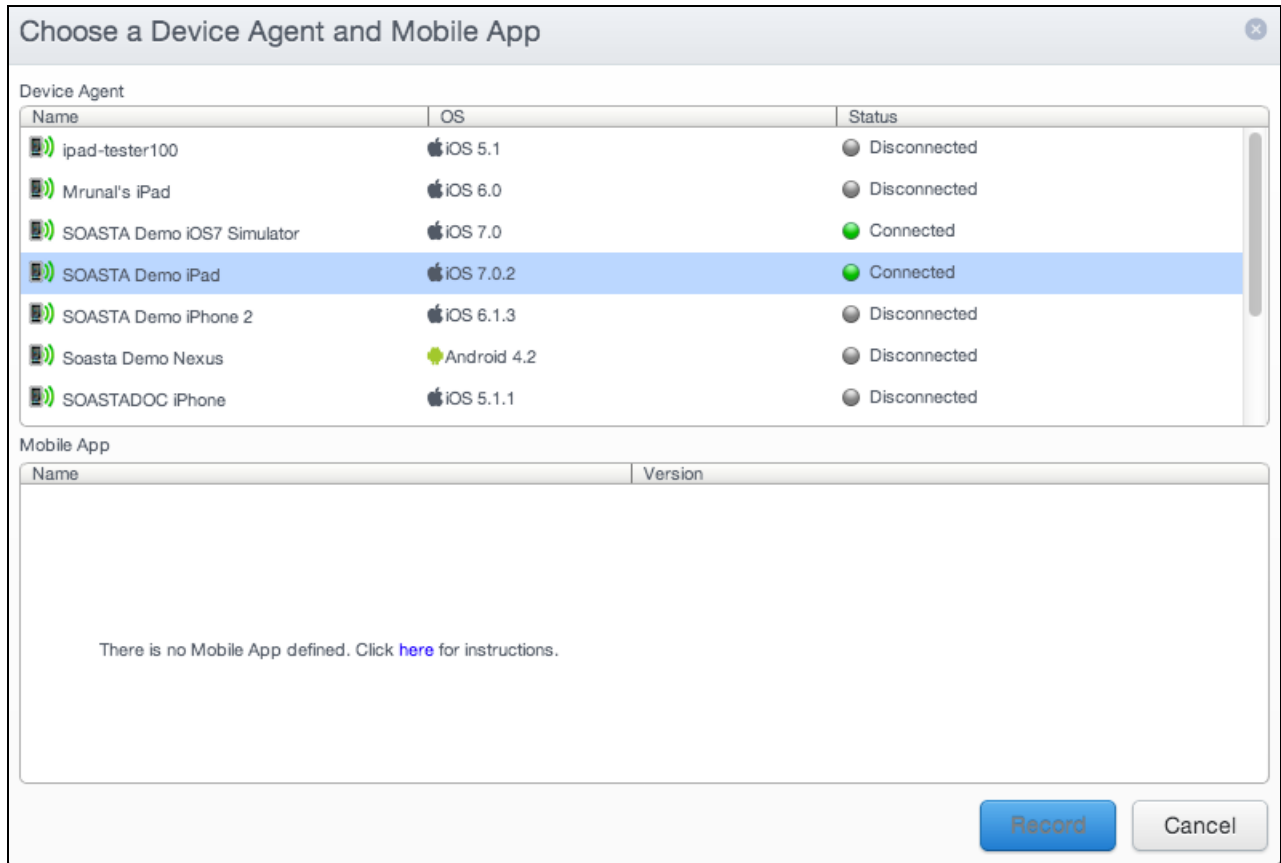 Choose a Device Agent and Mobile App
Device Agent
Name OS Status
ipad-tester100 iOS 5.1 Disconnected
Mrunal's iPad iOS 6.0 Disconnected
SOASTA Demo iOS7 Simulator iOS 7.0 Connected
SOASTA Demo iPad iOS 7.0.2 Connected
SOASTA Demo iPhone 2 iOS 6.1.3 Disconnected
Soasta Demo Nexus Android 4.2 Disconnected
SOASTADOC iPhone iOS 5.1.1 Disconnected
Mobile App
Name Version
There is no Mobile App defined. Click here for instructions.
Record Cancel